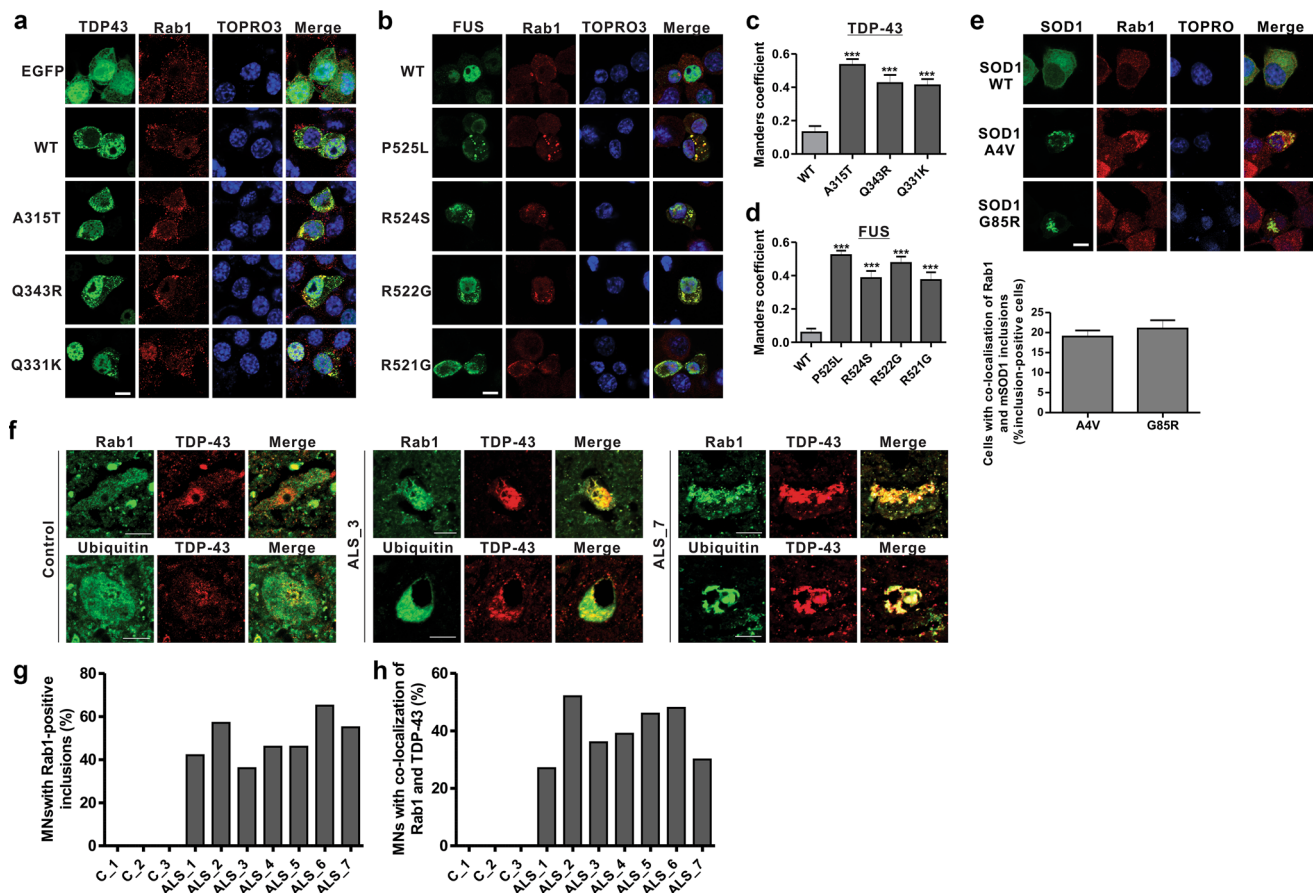 a
TDP43 Rab1 TOPRO3 Merge
EGFP
WT
A315T
Q343R
Q331K
b
FUS Rab1 TOPRO3 Merge
WT
P525L
R524S
R522G
R521G
c
TDP-43
Manders coefficient
0.8
0.6
0.4
0.2
0.0
*** *** ***
WT A315T Q343R Q331K
d
FUS
Manders coefficient
0.8
0.6
0.4
0.2
0.0
*** *** *** ***
WT P525L R524S R522G R521G
e
SOD1 Rab1 TOPRO Merge
SOD1
WT
SOD1
A4V
SOD1
G85R
Cells with co-localisation of Rab1
and mSOD1 inclusions
(%inclusion-positive cells)
25
20
15
10
5
0
A4V G85R
f
Control
Rab1 TDP-43 Merge
Ubiquitin TDP-43 Merge
ALS_3
Rab1 TDP-43 Merge
Ubiquitin TDP-43 Merge
ALS_7
Rab1 TDP-43 Merge
Ubiquitin TDP-43 Merge
g
MNswith Rab1-positive
inclusions (%)
80
60
40
20
0
C_1 C_2 C_3 ALS_1 ALS_2 ALS_3 ALS_4 ALS_5 ALS_6 ALS_7
h
MNs with co-localization of
Rab1 and TDP-43 (%)
60
40
20
0
C_1 C_2 C_3 ALS_1 ALS_2 ALS_3 ALS_4 ALS_5 ALS_6 ALS_7